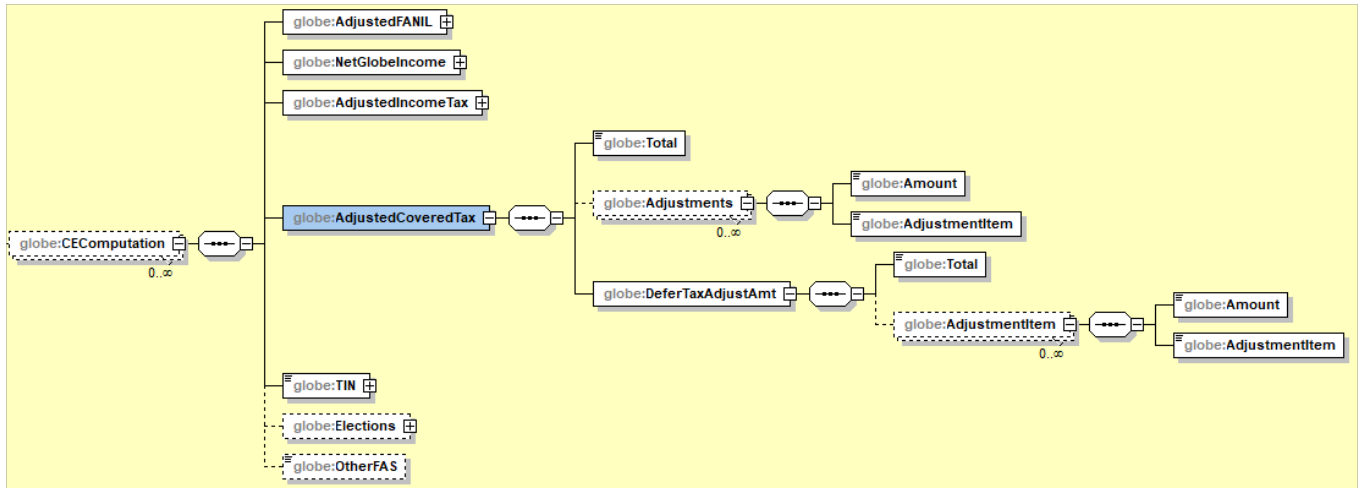 globe:AdjustedFANIL
globe:NetGlobeIncome
globe:AdjustedIncomeTax
globe:Total
globe:Adjustments
0..∞
globe:Amount
globe:AdjustmentItem
globe:AdjustedCoveredTax
globe:CEComputation
0..∞
globe:DeferTaxAdjustAmt
globe:Total
globe:AdjustmentItem
0..∞
globe:Amount
globe:AdjustmentItem
globe:TIN
globe:Elections
globe:OtherFAS